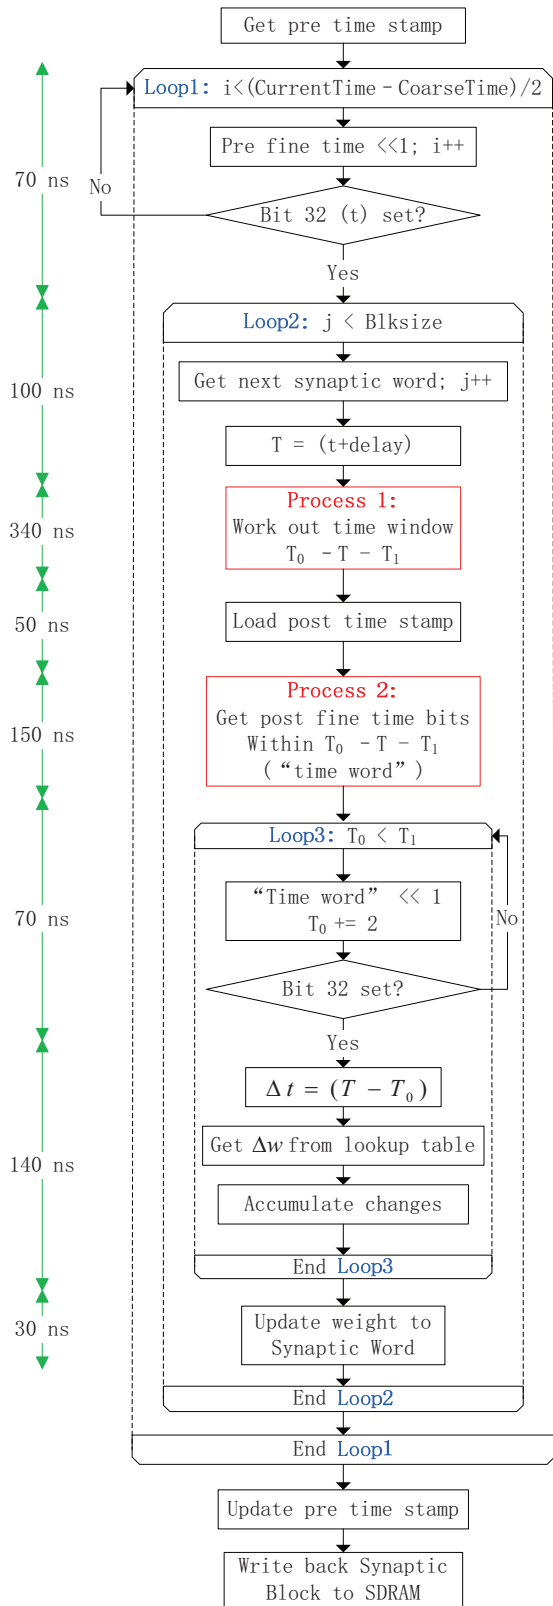 Get pre time stamp
Loop1: i<(CurrentTime-CoarseTime)/2
Pre fine time <<1; i++
70 ns
No
Bit 32 (t) set?
Yes
Loop2: j < Blksize
Get next synaptic word; j++
100 ns
T = (t+delay)
Process 1:
Work out time window
T₀ -T- T₁
340 ns
50 ns
Load post time stamp
Process 2:
Get post fine time bits
Within T₀ -T- T₁
(“time word”)
150 ns
Loop3: T₀ < T₁
“Time word” << 1
T₀ += 2
70 ns
No
Bit 32 set?
Yes
Δt = (T - T₀)
Get Δw from lookup table
140 ns
Accumulate changes
End Loop3
30 ns
Update weight to
Synaptic Word
End Loop2
End Loop1
Update pre time stamp
Write back Synaptic
Block to SDRAM